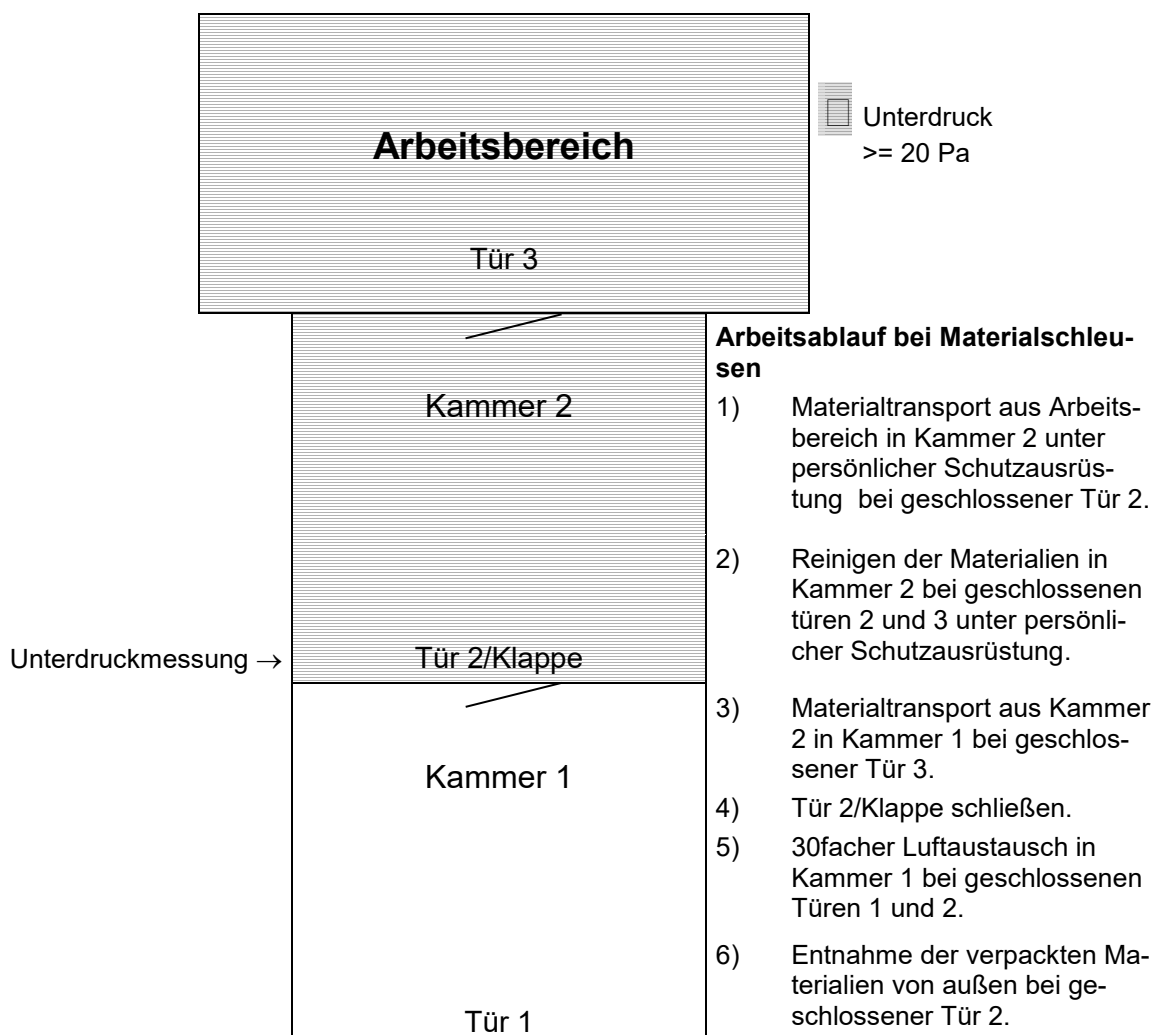 Arbeitsbereich
Unterdruck
>= 20 Pa
Tür 3
Kammer 2
Unterdruckmessung →
Tür 2/Klappe
Kammer 1
Tür 1
Arbeitsablauf bei Materialschleu-
sen
1) Materialtransport aus Arbeits-
bereich in Kammer 2 unter
persönlicher Schutzausrüs-
tung bei geschlossener Tür 2.
2) Reinigen der Materialien in
Kammer 2 bei geschlossenen
türen 2 und 3 unter persönli-
cher Schutzausrüstung.
3) Materialtransport aus Kammer
2 in Kammer 1 bei geschlos-
sener Tür 3.
4) Tür 2/Klappe schließen.
5) 30facher Luftaustausch in
Kammer 1 bei geschlossenen
Türen 1 und 2.
6) Entnahme der verpackten Ma-
terialien von außen bei ge-
schlossener Tür 2.